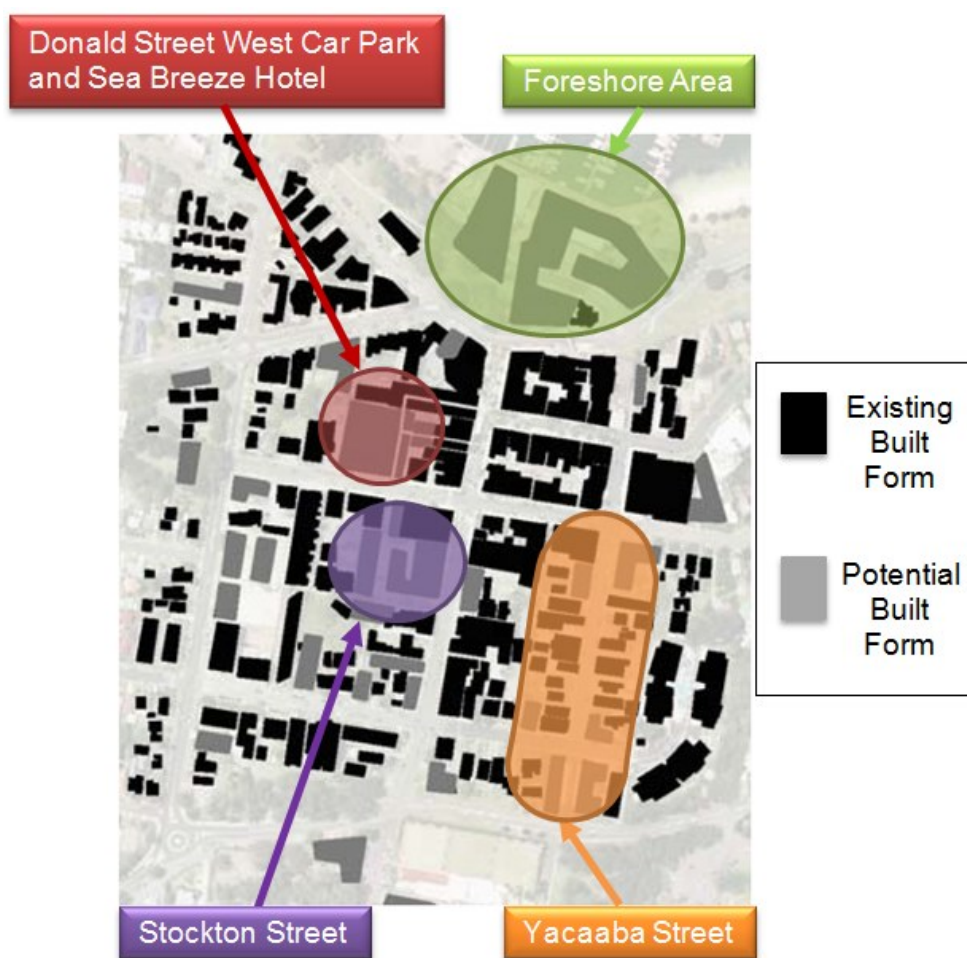 Donald Street West Car Park
and Sea Breeze Hotel
Foreshore Area
Existing
Built
Form
Potential
Built
Form
Stockton Street
Yacaaba Street